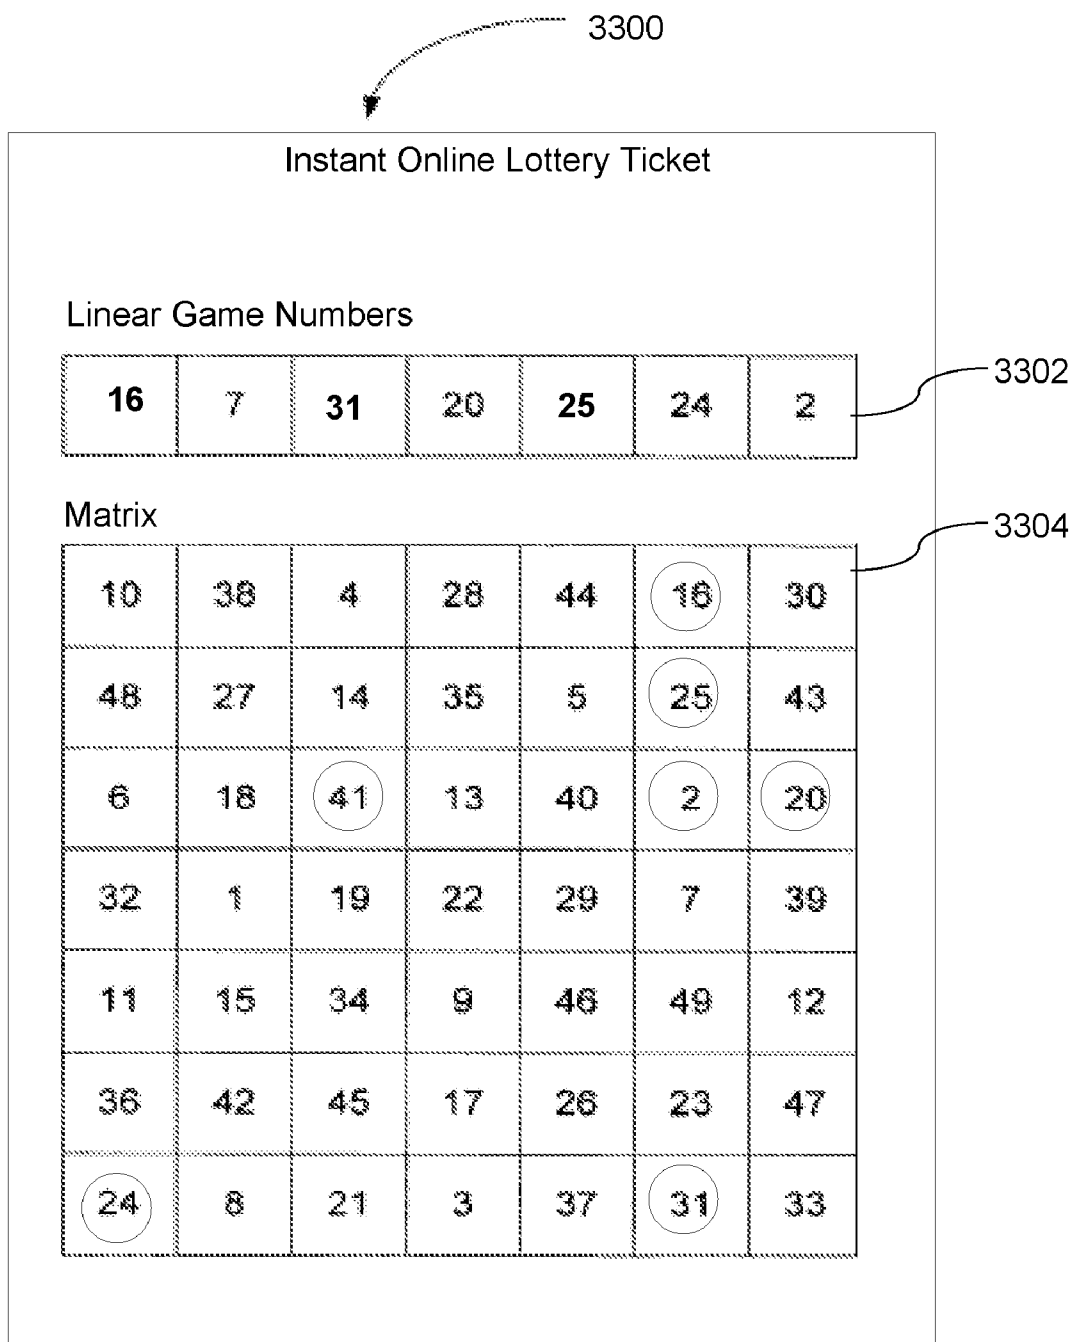 3300
Instant Online Lottery Ticket
Linear Game Numbers
16 7 31 20 25 24 2
3302
Matrix
3304
10 38 4 28 44 16 30
48 27 14 35 5 25 43
6 18 41 13 40 2 20
32 1 19 22 29 7 39
11 15 34 9 46 49 12
36 42 45 17 26 23 47
24 8 21 3 37 31 33